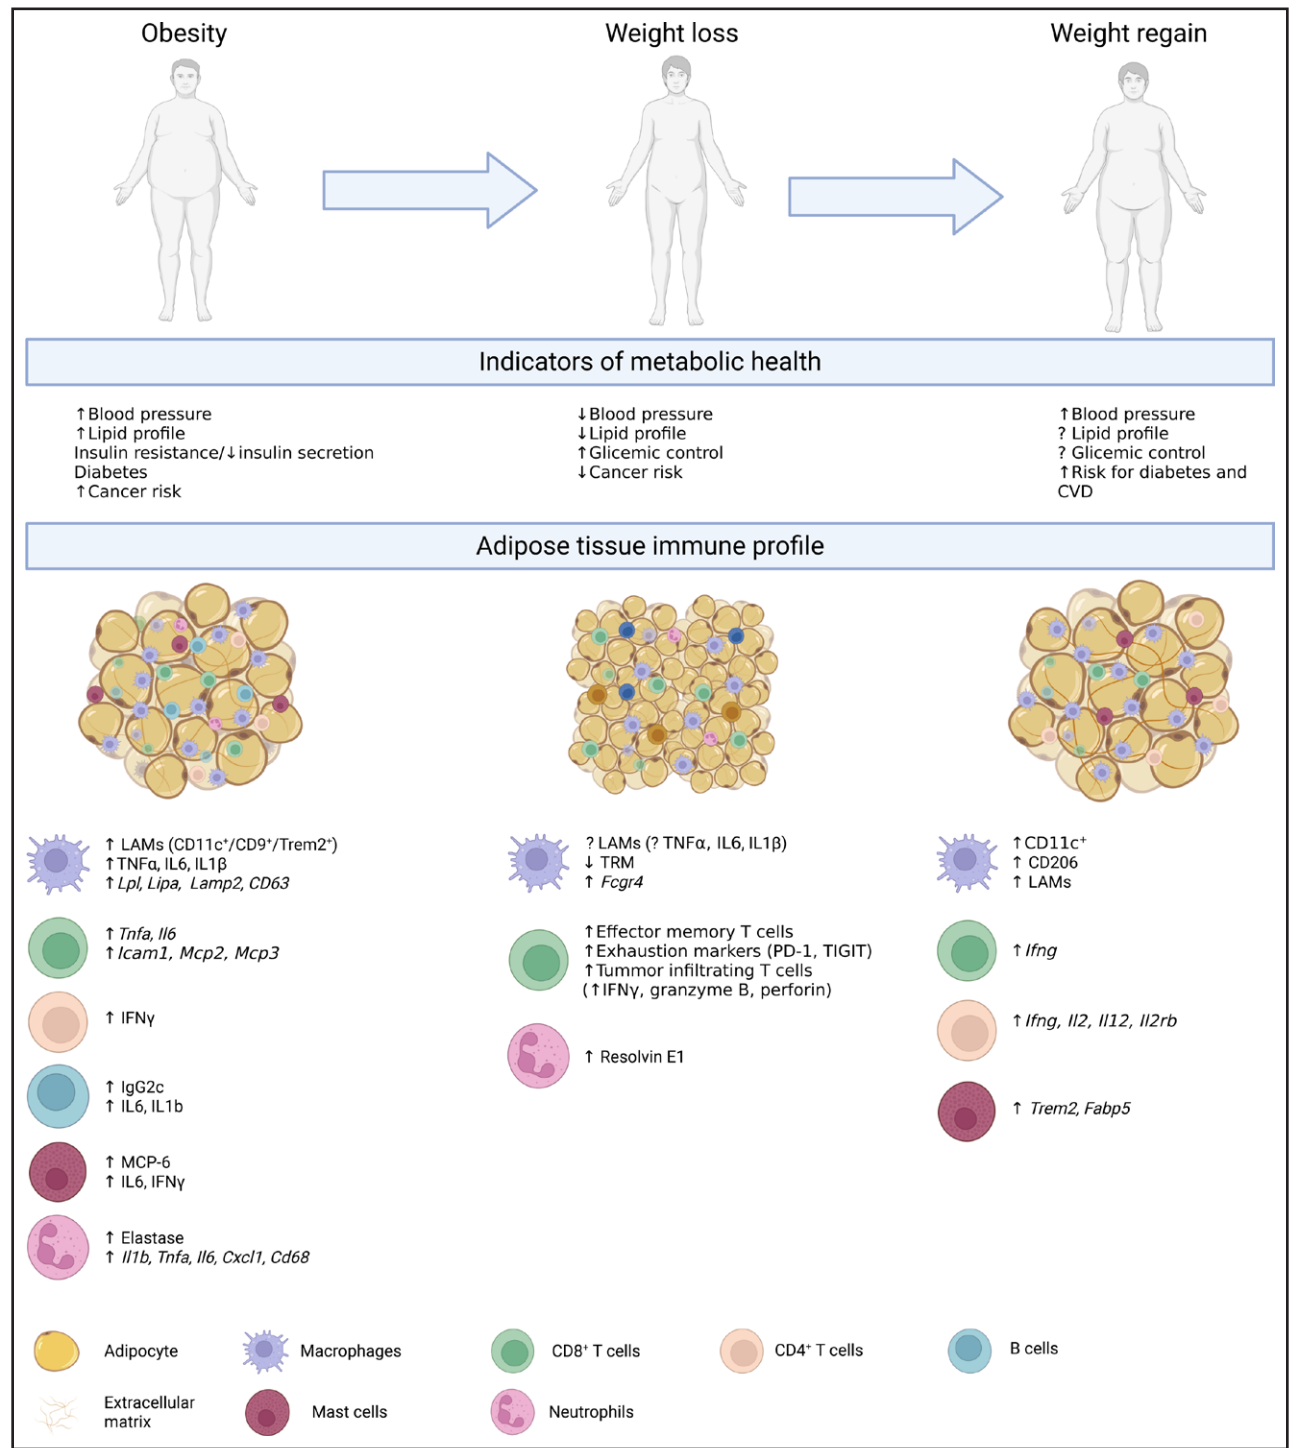 Obesity
Weight loss
Weight regain
Indicators of metabolic health
↑Blood pressure
↑Lipid profile
Insulin resistance/↓insulin secretion
Diabetes
↑Cancer risk
↓Blood pressure
↓Lipid profile
↑Glicemic control
↓Cancer risk
↑Blood pressure
? Lipid profile
? Glicemic control
↑Risk for diabetes and
CVD
Adipose tissue immune profile
↑ LAMs (CD11c⁺/CD9⁺/Trem2⁺)
↑TNFα, IL6, IL1β
↑Lpl, Lipa, Lamp2, CD63
↑Tnfa, Il6
↑Icam1, Mcp2, Mcp3
↑ IFNγ
↑ IgG2c
↑ IL6, IL1b
↑ MCP-6
↑ IL6, IFNγ
↑ Elastase
↑ Il1b, Tnfa, Il6, Cxcl1, Cd68
? LAMs (? TNFα, IL6, IL1β)
↓ TRM
↑ Fcgr4
↑Effector memory T cells
↑Exhaustion markers (PD-1, TIGIT)
↑Tummor infiltrating T cells
(↑IFNγ, granzyme B, perforin)
↑ Resolvin E1
↑CD11c⁺
↑ CD206
↑ LAMs
↑Ifng
↑Ifng, Il2, Il12, Il2rb
↑ Trem2, Fabp5
Adipocyte
Macrophages
CD8⁺ T cells
CD4⁺ T cells
B cells
Extracellular
matrix
Mast cells
Neutrophils